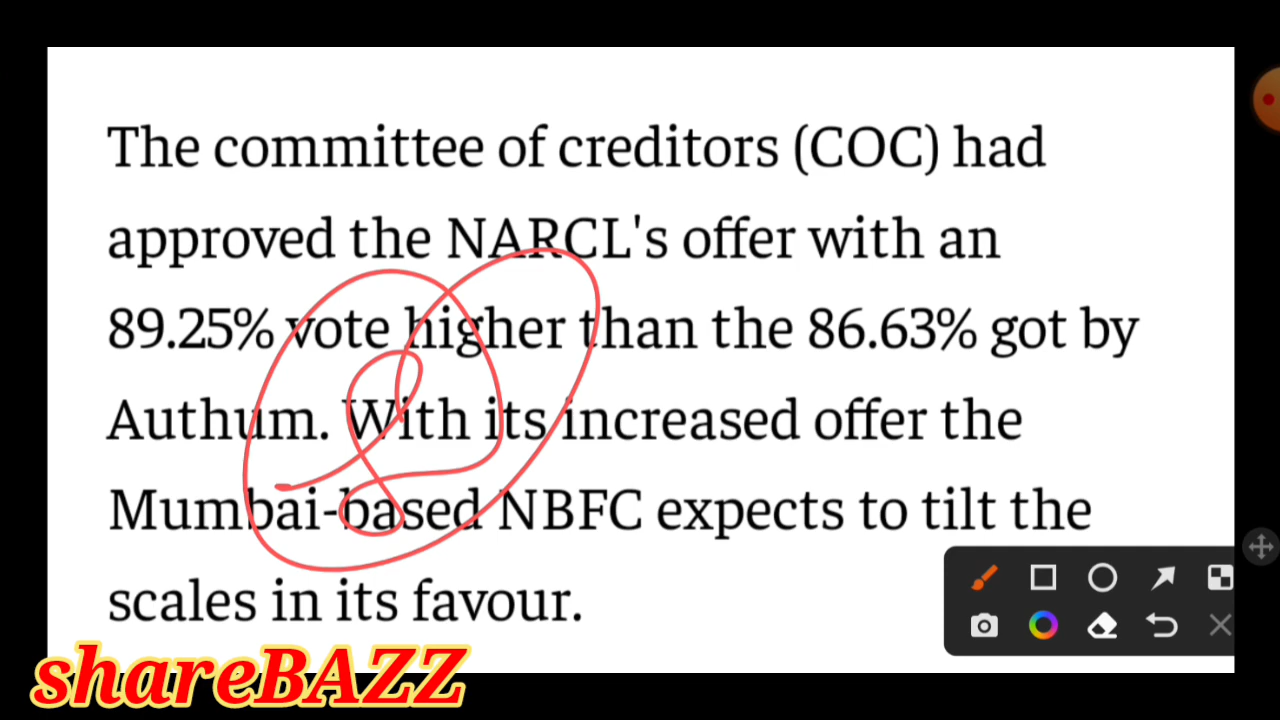 The committee of creditors (COC) had
approved the NARCL's offer with an
89.25% vote higher than the 86.63% got by
Authum. With its increased offer the
Mumbai-based NBFC expects to tilt the
scales in its favour.
shareBAZZ